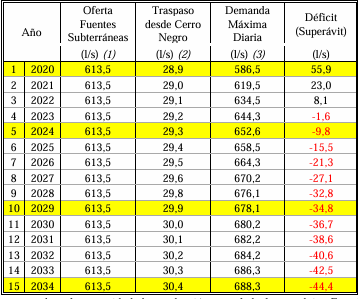 Año
Oferta Fuentes Subterráneas
Traspaso desde Cerro Negro
Demanda Máxima Diaria
Déficit (Superávit)
(l/s) (1) (l/s) (2) (l/s) (3) (l/s)
1 2020 613,5 28,9 586,5 55,9
2 2021 613,5 29,0 619,5 23,0
3 2022 613,5 29,1 634,5 8,1
4 2023 613,5 29,2 644,3 -1,6
5 2024 613,5 29,3 652,6 -9,8
6 2025 613,5 29,4 658,5 -15,5
7 2026 613,5 29,5 664,3 -21,3
8 2027 613,5 29,6 670,2 -27,1
9 2028 613,5 29,8 676,1 -32,8
10 2029 613,5 29,9 678,1 -34,8
11 2030 613,5 30,0 680,2 -36,7
12 2031 613,5 30,1 682,2 -38,6
13 2032 613,5 30,2 684,2 -40,6
14 2033 613,5 30,3 686,3 -42,5
15 2034 613,5 30,4 688,3 -44,4